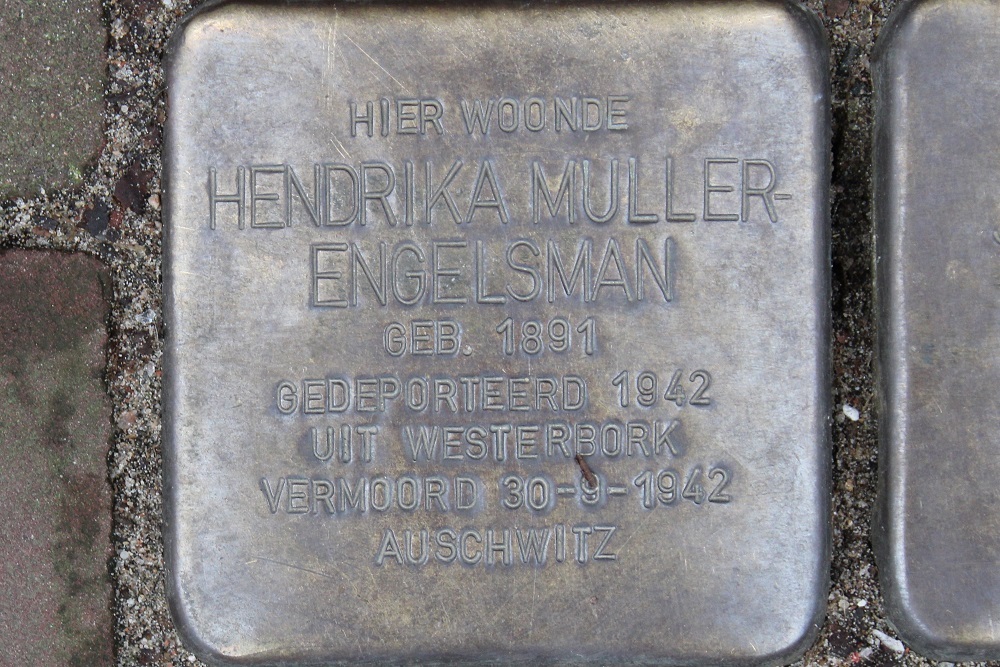 HIER WOONDE
HENDRIKA MULLER-
ENGELSMAN
GEB. 1891
GEDEPORTEERD 1942
UIT WESTERBORK
VERMOORD 30-9-1942
AUSCHWITZ